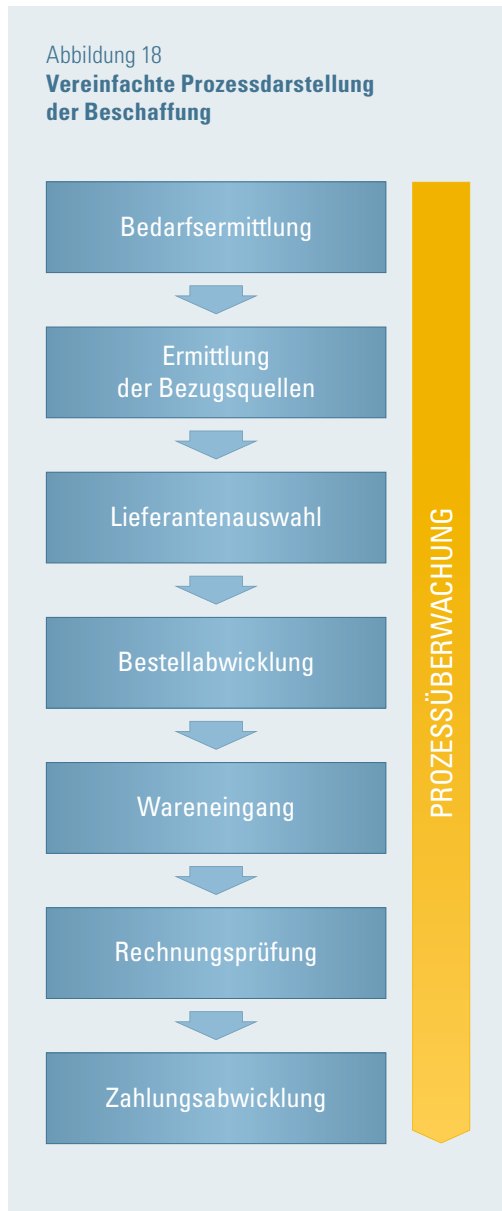 Abbildung 18
Vereinfachte Prozessdarstellung
der Beschaffung
Bedarfsermittlung
Ermittlung
der Bezugsquellen
Lieferantenauswahl
Bestellabwicklung
Wareneingang
Rechnungsprüfung
Zahlungsabwicklung
PROZESSÜBERWACHUNG